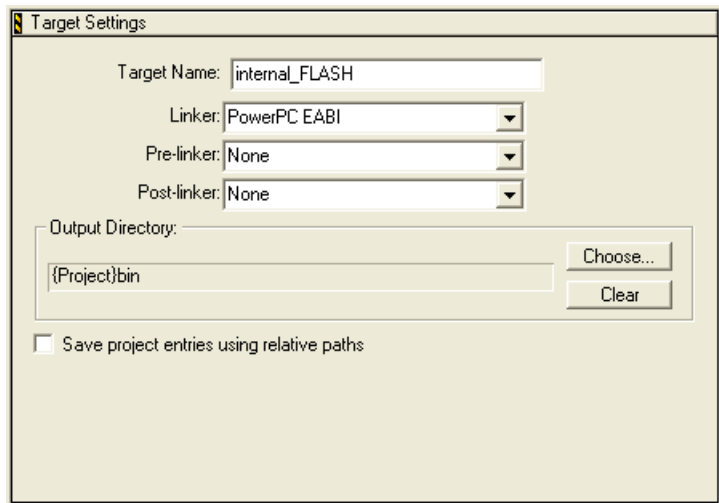 Target Settings
Target Name: internal_FLASH
Linker: PowerPC EABI
Pre-linker: None
Post-linker: None
Output Directory:
Choose...
{Project}bin
Clear
Save project entries using relative paths